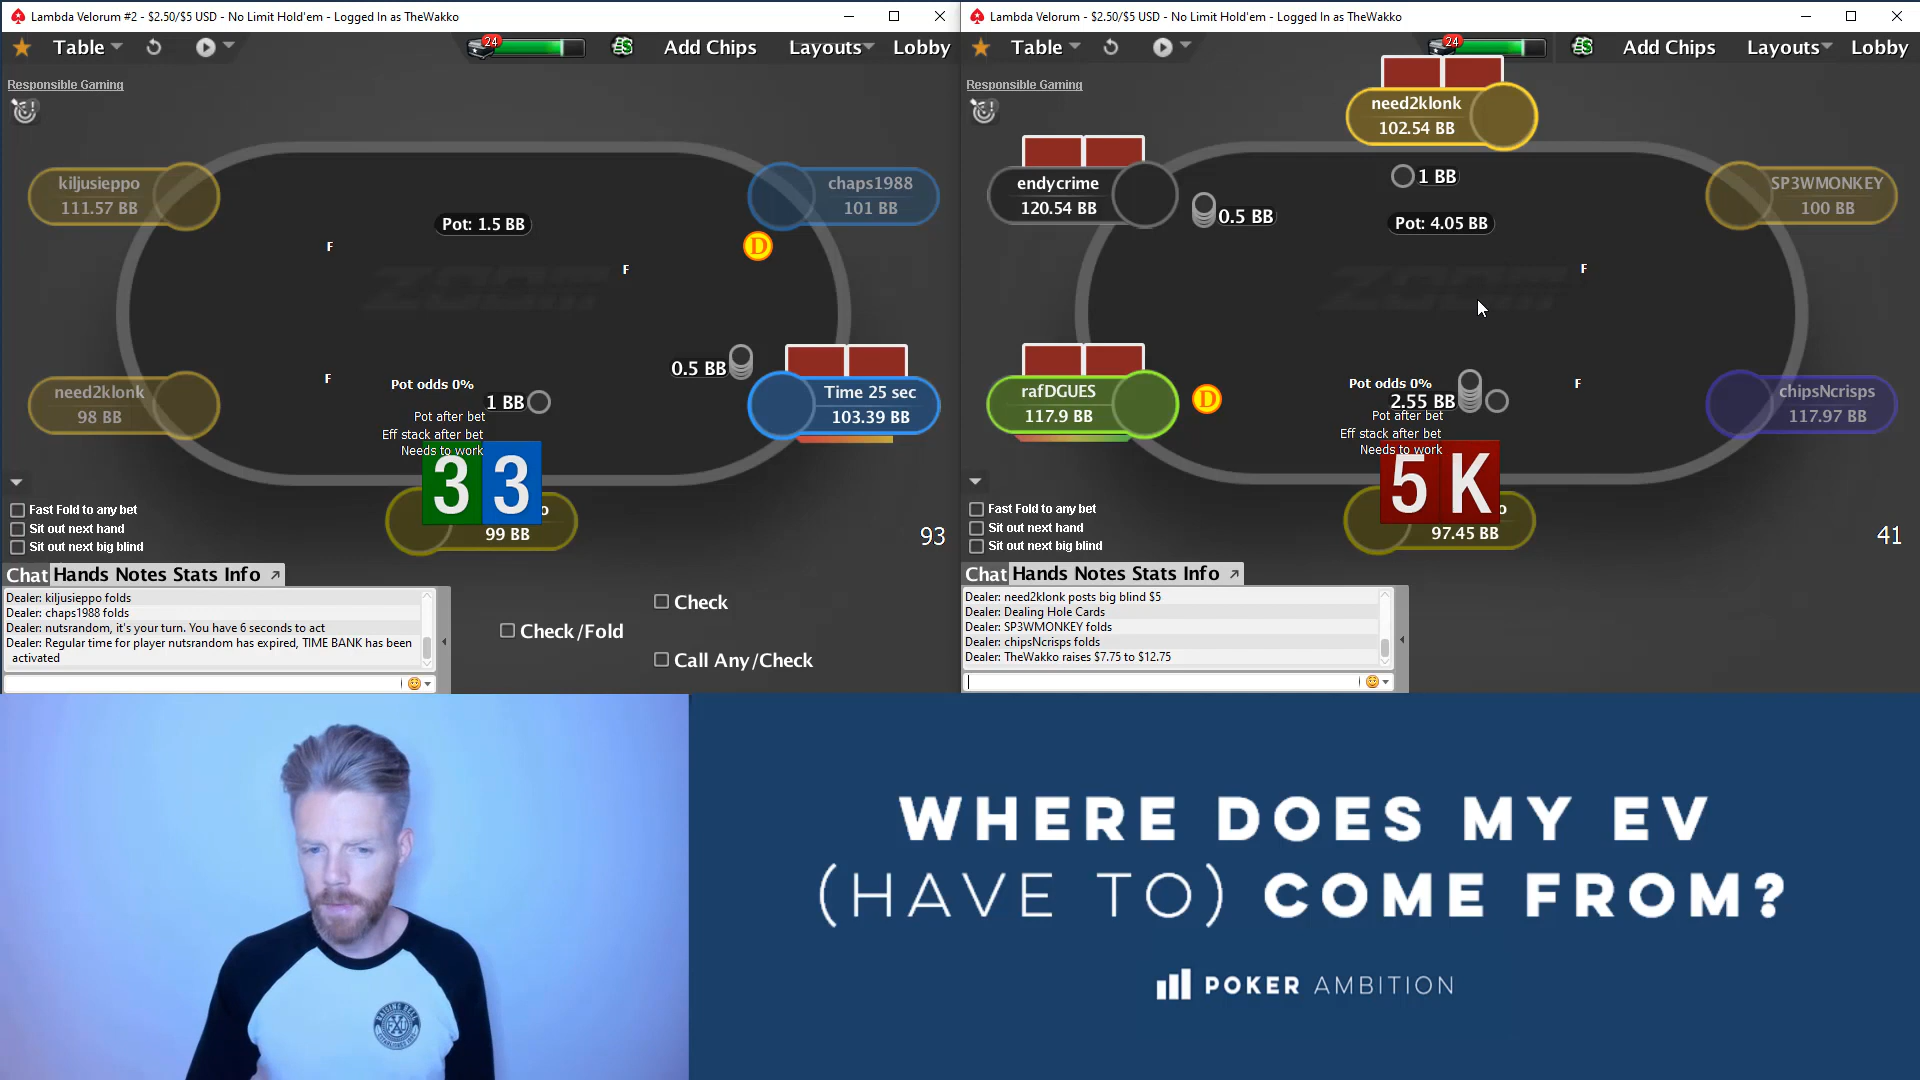 Lambda Velorum #2 - $2.50/$5 USD - No Limit Hold'em - Logged In as TheWakko
Table
24
Add Chips
Layouts
Lobby
Responsible Gaming
kiljusieppo
111.57 BB
chaps1988
101 BB
Pot: 1.5 BB
D
F
F
F
ZOOM
0.5 BB
Time 25 sec
103.39 BB
need2klonk
98 BB
Pot odds 0%
1 BB
Pot after bet
Eff stack after bet
Needs to work
3 3
o
99 BB
Fast Fold to any bet
Sit out next hand
Sit out next big blind
93
Chat Hands Notes Stats Info
Dealer: kiljusieppo folds
Dealer: chaps1988 folds
Dealer: nutsrandom, it's your turn. You have 6 seconds to act
Dealer: Regular time for player nutsrandom has expired, TIME BANK has been
activated
Check/Fold
Check
Call Any/Check
Lambda Velorum - $2.50/$5 USD - No Limit Hold'em - Logged In as TheWakko
Table
24
Add Chips
Layouts
Lobby
Responsible Gaming
need2klonk
102.54 BB
endycrime
120.54 BB
0.5 BB
1 BB
Pot: 4.05 BB
SP3WMONKEY
100 BB
F
ZOOM
rafDGUES
117.9 BB
D
Pot odds 0%
2.55 BB
Pot after bet
Eff stack after bet
Needs to work
F
chipsNcrisps
117.97 BB
5 K
o
97.45 BB
Fast Fold to any bet
Sit out next hand
Sit out next big blind
41
Chat Hands Notes Stats Info
Dealer: need2klonk posts big blind $5
Dealer: Dealing Hole Cards
Dealer: SP3WMONKEY folds
Dealer: chipsNcrisps folds
Dealer: TheWakko raises $7.75 to $12.75
WHERE DOES MY EV
(HAVE TO) COME FROM?
POKER AMBITION